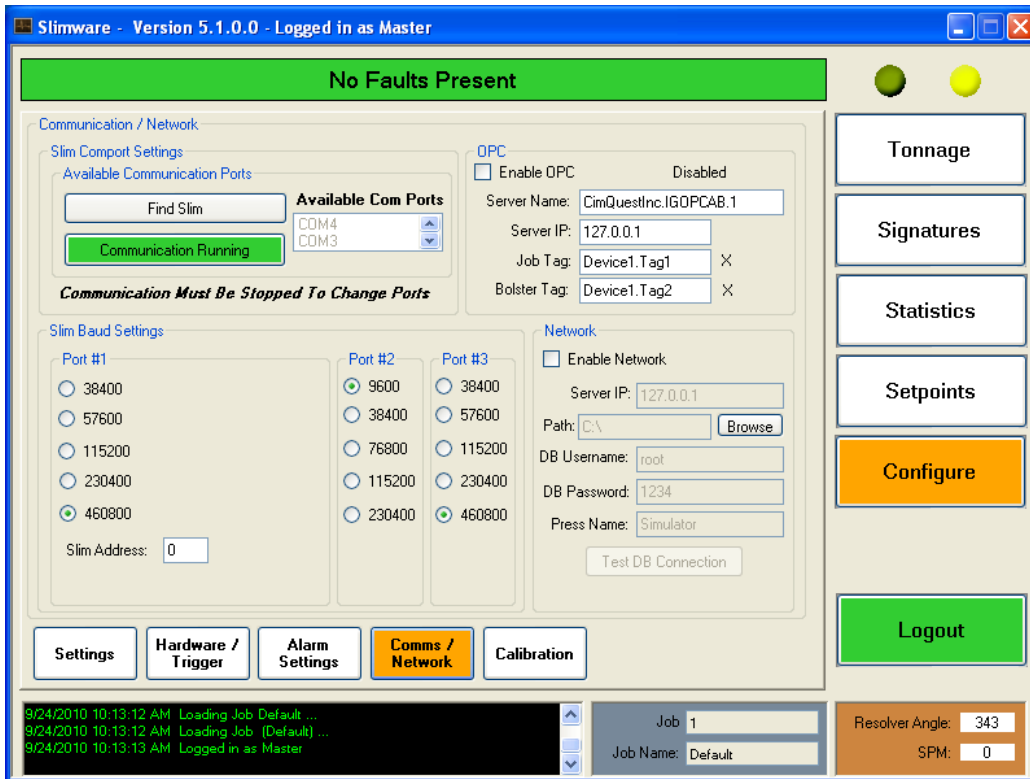 Slimware -  Version 5.1.0.0 - Logged in as Master
No Faults Present
Communication / Network
Slim Comport Settings
Available Communication Ports
Find Slim
Communication Running
Available Com Ports
COM4
COM3
Communication Must Be Stopped To Change Ports
OPC
Enable OPC
Disabled
Server Name: CimQuestInc.IGOPCAB.1
Server IP: 127.0.0.1
Job Tag: Device1.Tag1 X
Bolster Tag: Device1.Tag2 X
Slim Baud Settings
Port #1
38400
57600
115200
230400
460800
Slim Address: 0
Port #2
9600
38400
76800
115200
230400
Port #3
38400
57600
115200
230400
460800
Network
Enable Network
Server IP: 127.0.0.1
Path: C:\ Browse
DB Username: root
DB Password: 1234
Press Name: Simulator
Test DB Connection
Settings
Hardware /
Trigger
Alarm
Settings
Comms /
Network
Calibration
Tonnage
Signatures
Statistics
Setpoints
Configure
Logout
9/24/2010 10:13:12 AM  Loading Job Default ...
9/24/2010 10:13:12 AM  Loading Job  (Default) ...
9/24/2010 10:13:13 AM  Logged in as Master
Job 1
Job Name: Default
Resolver Angle: 343
SPM: 0